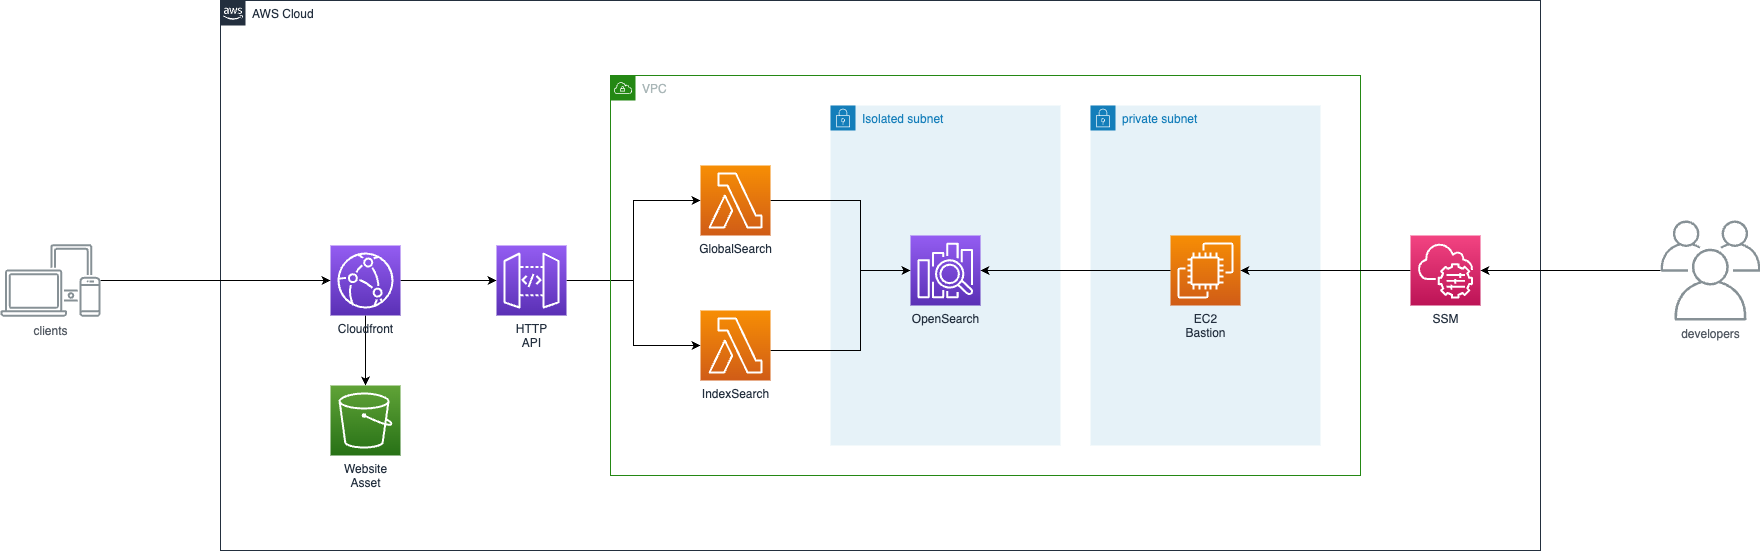 aws
AWS Cloud
VPC
Isolated subnet
private subnet
GlobalSearch
clients
Cloudfront
HTTP
API
OpenSearch
EC2
Bastion
SSM
developers
IndexSearch
Website
Asset